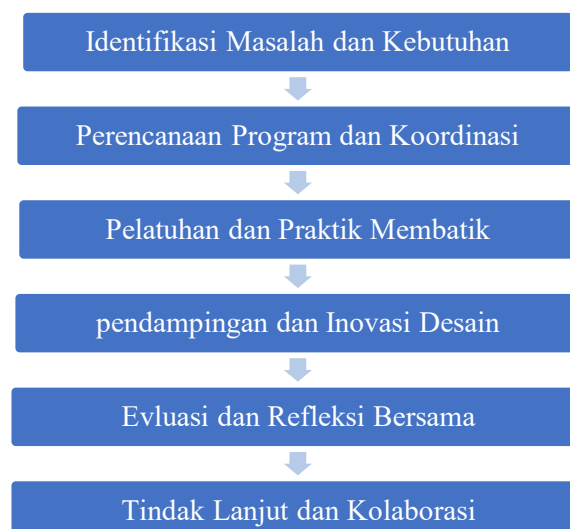 Identifikasi Masalah dan Kebutuhan
Perencanaan Program dan Koordinasi
Pelatuhan dan Praktik Membatik
pendampingan dan Inovasi Desain
Evluasi dan Refleksi Bersama
Tindak Lanjut dan Kolaborasi